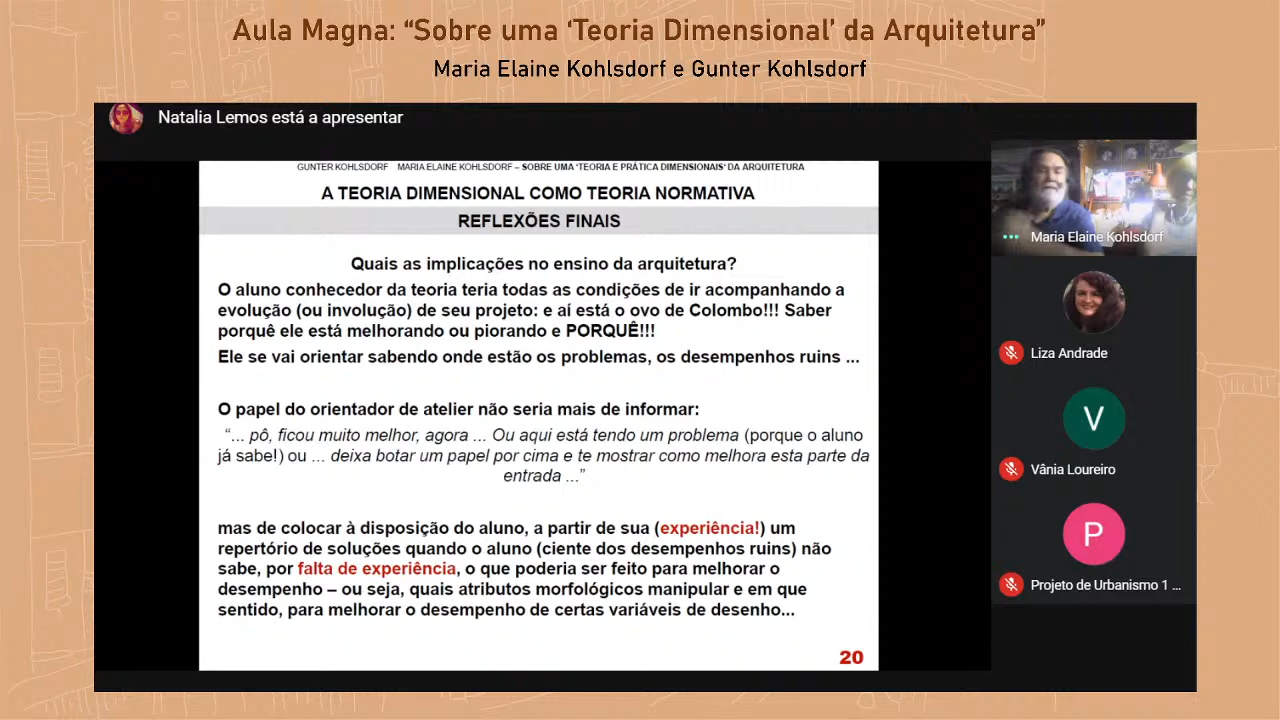 Aula Magna: “Sobre uma ‘Teoria Dimensional’ da Arquitetura”
Maria Elaine Kohlsdorf e Gunter Kohlsdorf
Natalia Lemos está a apresentar
GUNTER KOHLSDORF MARIA ELAINE KOHLSDORF – SOBRE UMA ‘TEORIA E PRÁTICA DIMENSIONAIS’ DA ARQUITETURA
A TEORIA DIMENSIONAL COMO TEORIA NORMATIVA
REFLEXÕES FINAIS
Quais as implicações no ensino da arquitetura?
O aluno conhecedor da teoria teria todas as condições de ir acompanhando a
evolução (ou involução) de seu projeto: e aí está o ovo de Colombo!!! Saber
porquê ele está melhorando ou piorando e PORQUÊ!!!
Ele se vai orientar sabendo onde estão os problemas, os desempenhos ruins ...
O papel do orientador de atelier não seria mais de informar:
“... pô, ficou muito melhor, agora ... Ou aqui está tendo um problema (porque o aluno
já sabe!) ou ... deixa botar um papel por cima e te mostrar como melhora esta parte da
entrada ...”
mas de colocar à disposição do aluno, a partir de sua (experiência!) um
repertório de soluções quando o aluno (ciente dos desempenhos ruins) não
sabe, por falta de experiência, o que poderia ser feito para melhorar o
desempenho – ou seja, quais atributos morfológicos manipular e em que
sentido, para melhorar o desempenho de certas variáveis de desenho...
20
Maria Elaine Kohlsdorf
Liza Andrade
V
Vânia Loureiro
P
Projeto de Urbanismo 1 ...